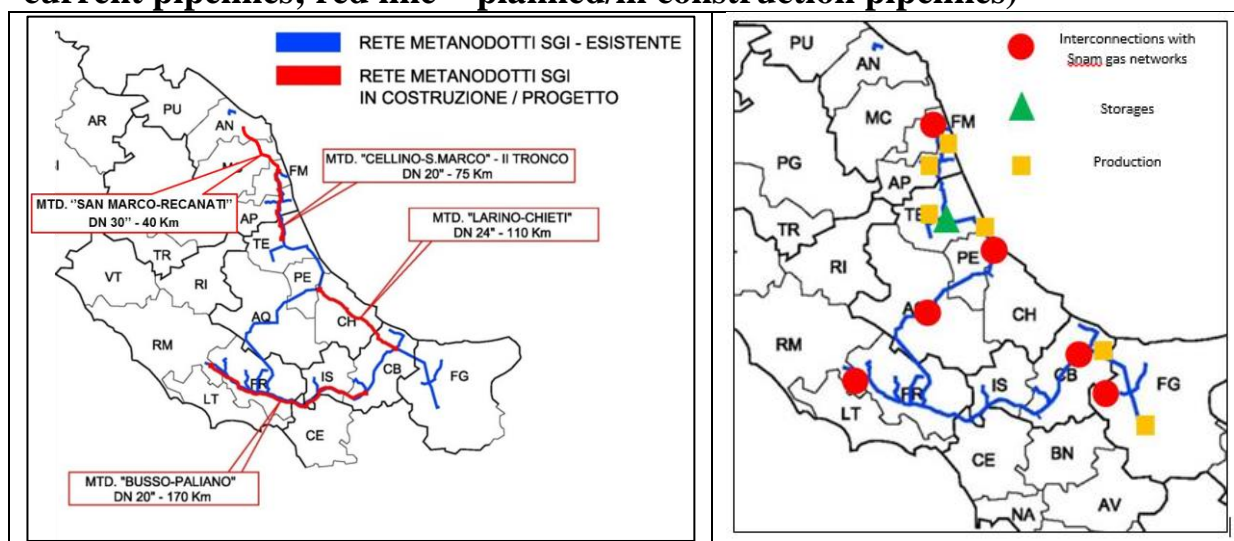 current pipelines; red line = planned/in construction pipelines)
RETE METANODOTTI SGI - ESISTENTE
RETE METANODOTTI SGI
IN COSTRUZIONE / PROGETTO
PU
AR
AN
MTD. "CELLINO-S.MARCO" - II TRONCO
DN 20" - 75 Km
FM
MTD. "SAN MARCO-RECANATI"
DN 30" - 40 Km
AP
MTD. "LARINO-CHIETI"
DN 24" - 110 Km
TE
TR
TR
VT
RI
PE
AQ
CH
RM
FR
IS
CB
FG
LT
CE
MTD. "BUSSO-PALIANO"
DN 20" - 170 Km
Interconnections with
Snam gas networks
Storages
Production
PU
AN
MC
FM
PG
AP
TE
TR
RI
PE
CH
RM
CB
FG
FR
IS
LT
CE
BN
NA
AV